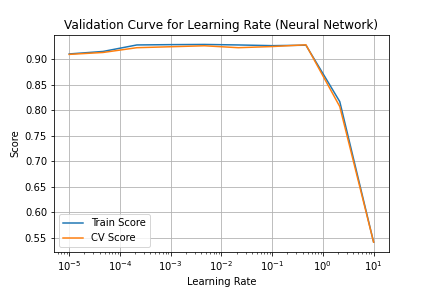 Validation Curve for Learning Rate (Neural Network)
Score
0.90
0.85
0.80
0.75
0.70
0.65
0.60
0.55
Train Score
CV Score
10⁻⁵ 10⁻⁴ 10⁻³ 10⁻² 10⁻¹ 10⁰ 10¹
Learning Rate